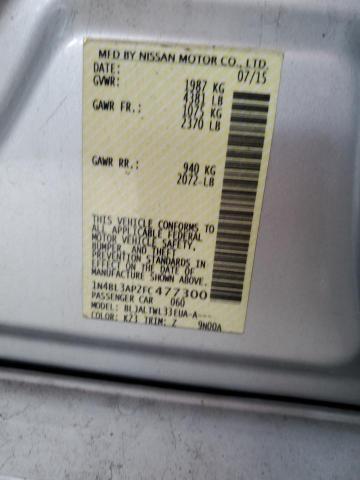 MFD BY NISSAN MOTOR CO., LTD
DATE: 07/15
GVWR: 1987 KG
4381 LB
GAWR FR: 1075 KG
2370 LB
GAWR RR: 940 KG
2072 LB
THIS VEHICLE CONFORMS TO
ALL APPLICABLE FEDERAL
MOTOR VEHICLE SAFETY,
BUMPER, AND THEFT
PREVENTION STANDARDS IN
EFFECT ON THE DATE OF
MANUFACTURE SHOWN ABOVE.
1N4BL3AP2FC477300
PASSENGER CAR 060
MODEL: BLJALTWL33EUA-A---
COLOR: K23 TRIM: Z 9N00A